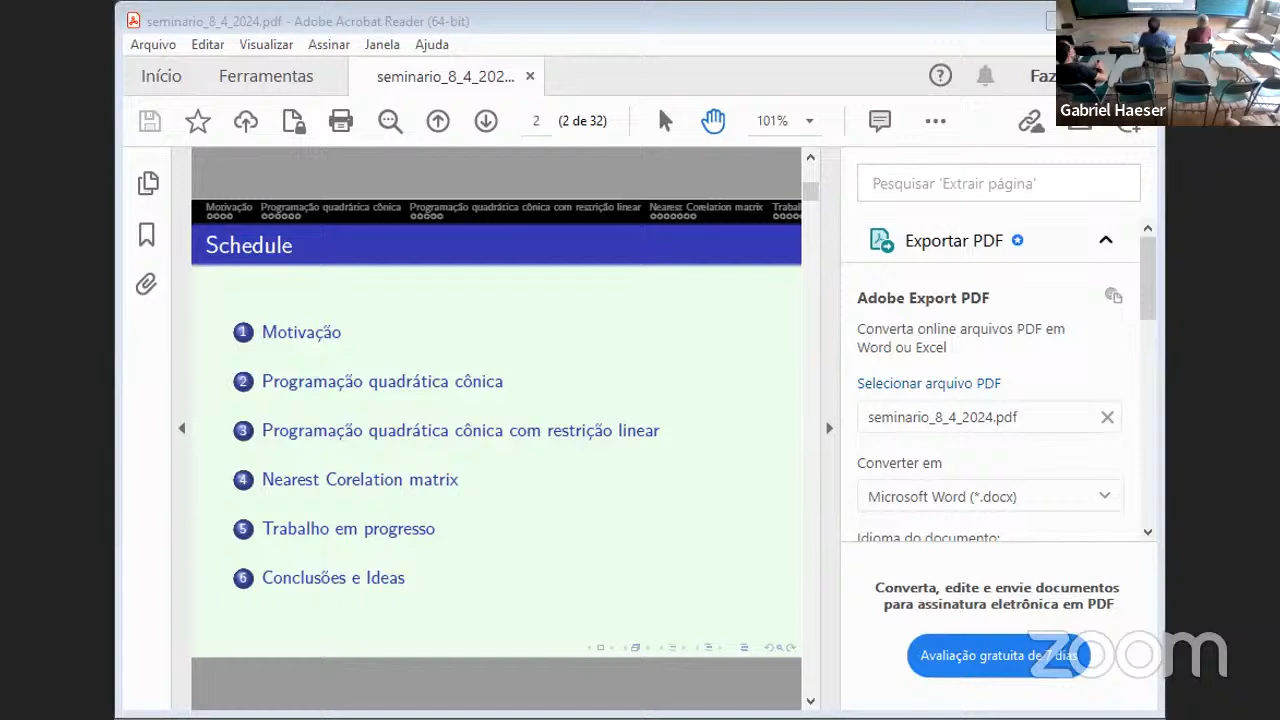 seminario_8_4_2024.pdf - Adobe Acrobat Reader (64-bit)
Arquivo Editar Visualizar Assinar Janela Ajuda
Início Ferramentas seminario_8_4_202... Faz
Gabriel Haeser
2 (2 de 32) 101%
Pesquisar 'Extrair página'
Motivação Programação quadrática cônica Programação quadrática cônica com restrição linear Nearest Corelation matrix Trabal
Schedule
1 Motivação
2 Programação quadrática cônica
3 Programação quadrática cônica com restrição linear
4 Nearest Corelation matrix
5 Trabalho em progresso
6 Conclusões e Ideas
Exportar PDF
Adobe Export PDF
Converta online arquivos PDF em
Word ou Excel
Selecionar arquivo PDF
seminario_8_4_2024.pdf
Converter em
Microsoft Word (*.docx)
Idioma do documento:
Converta, edite e envie documentos
para assinatura eletrônica em PDF
Avaliação gratuita de 7 dias
zoom